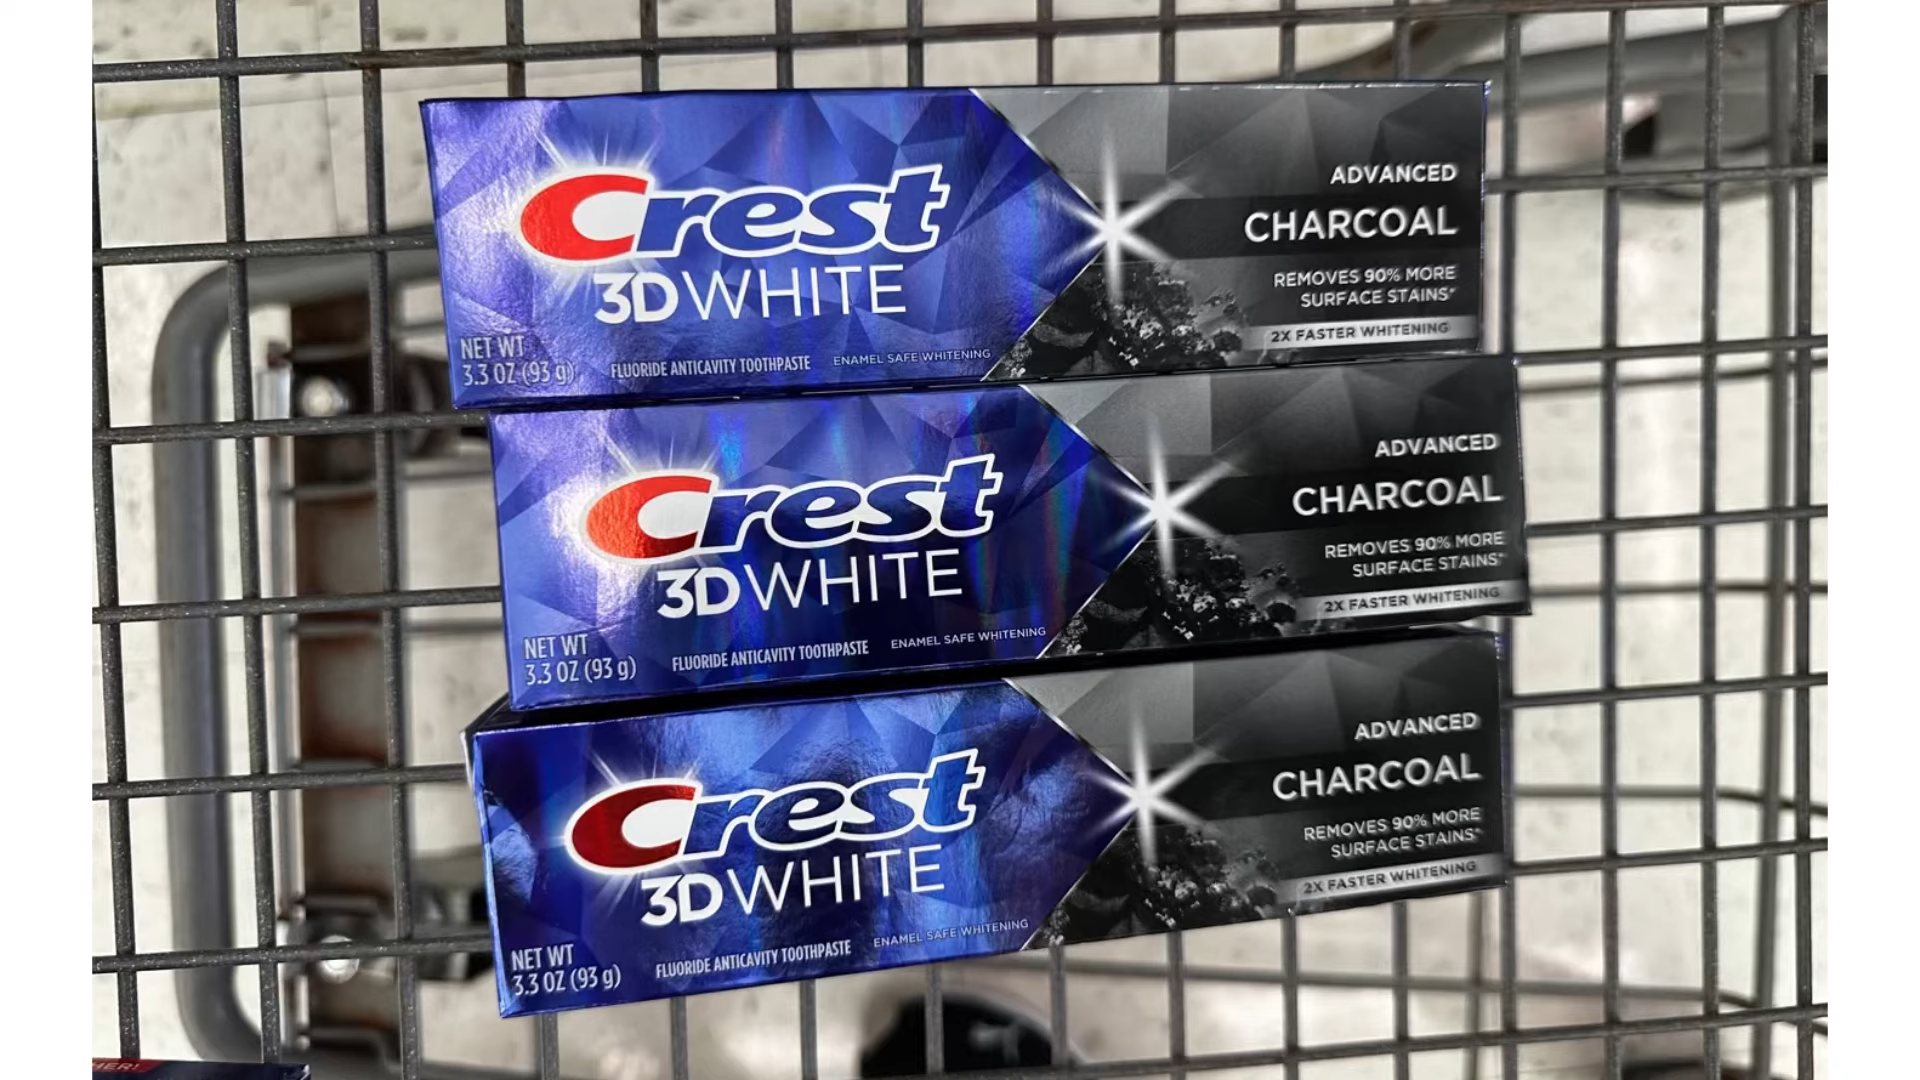 Crest
3D WHITE
NET WT
3.3 OZ (93 g)
FLUORIDE ANTICAVITY TOOTHPASTE
ENAMEL SAFE WHITENING
ADVANCED
CHARCOAL
REMOVES 90% MORE
SURFACE STAINS*
2X FASTER WHITENING
Crest
3D WHITE
NET WT
3.3 OZ (93 g)
FLUORIDE ANTICAVITY TOOTHPASTE
ENAMEL SAFE WHITENING
ADVANCED
CHARCOAL
REMOVES 90% MORE
SURFACE STAINS*
2X FASTER WHITENING
Crest
3D WHITE
NET WT
3.3 OZ (93 g)
FLUORIDE ANTICAVITY TOOTHPASTE
ENAMEL SAFE WHITENING
ADVANCED
CHARCOAL
REMOVES 90% MORE
SURFACE STAINS*
2X FASTER WHITENING